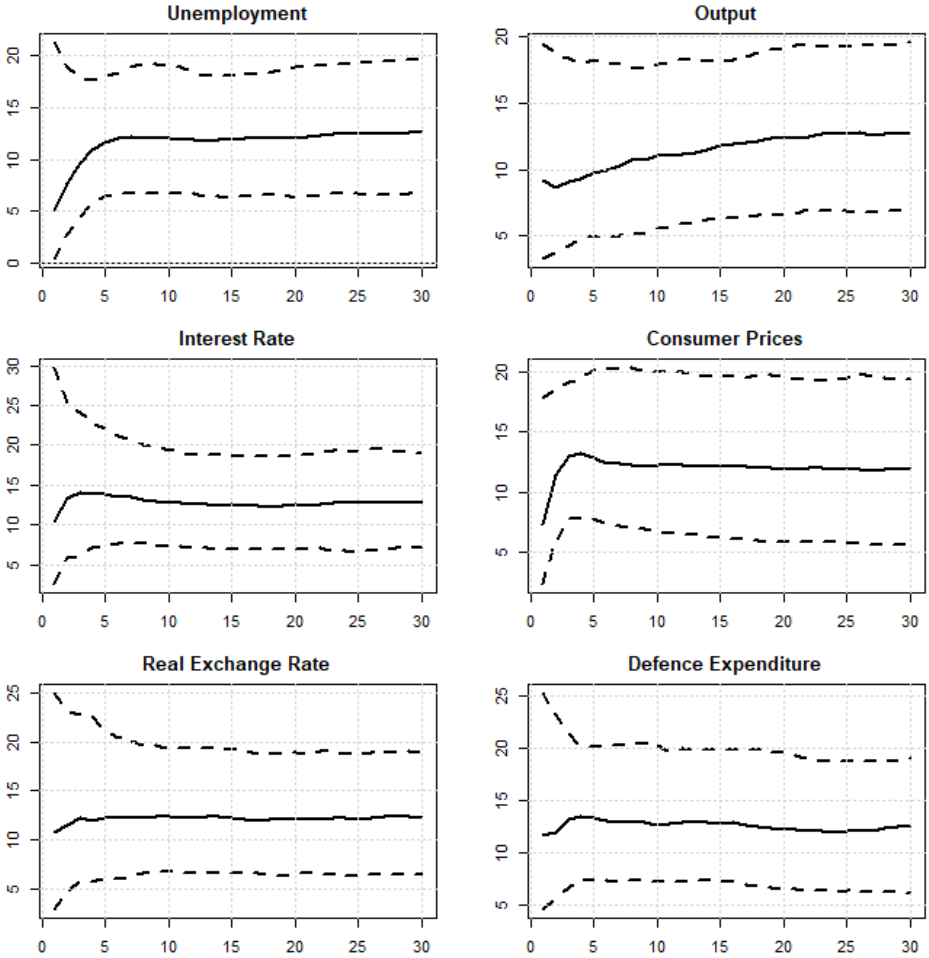 Unemployment
0 5 10 15 20
0 5 10 15 20 25 30
Output
5 10 15 20
0 5 10 15 20 25 30
Interest Rate
5 10 15 20 25 30
0 5 10 15 20 25 30
Consumer Prices
5 10 15 20
0 5 10 15 20 25 30
Real Exchange Rate
5 10 15 20 25
0 5 10 15 20 25 30
Defence Expenditure
5 10 15 20 25
0 5 10 15 20 25 30